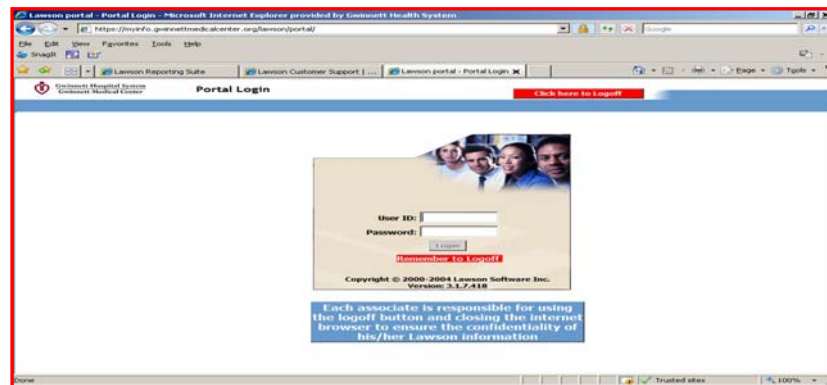 Lawson portal - Portal Login - Microsoft Internet Explorer provided by Gwinnett Health System
https://myinfo.gwinnettmedicalcenter.org/lawson/portal/
Google
File Edit View Favorites Tools Help
SnagIt
Lawson Reporting Suite Lawson Customer Support | ... Lawson portal - Portal Login Page Tools
Gwinnett Hospital System
Gwinnett Medical Center
Portal Login
Click here to Logoff
User ID:
Password:
Login
Remember to Logoff
Copyright © 2000-2004 Lawson Software Inc.
Version: 3.1.7.418
Each associate is responsible for using
the logoff button and closing the internet
browser to ensure the confidentiality of
his/her Lawson information
Done Trusted sites 100%